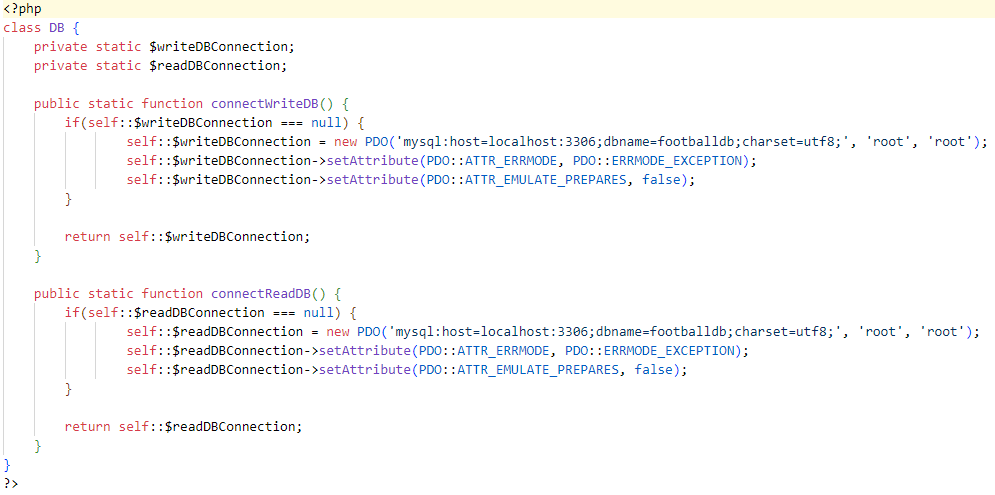 <?php
class DB {
    private static $writeDBConnection;
    private static $readDBConnection;

    public static function connectWriteDB() {
        if(self::$writeDBConnection === null) {
                self::$writeDBConnection = new PDO('mysql:host=localhost:3306;dbname=footballdb;charset=utf8;', 'root', 'root');
                self::$writeDBConnection->setAttribute(PDO::ATTR_ERRMODE, PDO::ERRMODE_EXCEPTION);
                self::$writeDBConnection->setAttribute(PDO::ATTR_EMULATE_PREPARES, false);
        }

        return self::$writeDBConnection;
    }

    public static function connectReadDB() {
        if(self::$readDBConnection === null) {
                self::$readDBConnection = new PDO('mysql:host=localhost:3306;dbname=footballdb;charset=utf8;', 'root', 'root');
                self::$readDBConnection->setAttribute(PDO::ATTR_ERRMODE, PDO::ERRMODE_EXCEPTION);
                self::$readDBConnection->setAttribute(PDO::ATTR_EMULATE_PREPARES, false);
        }

        return self::$readDBConnection;
    }
}
?>